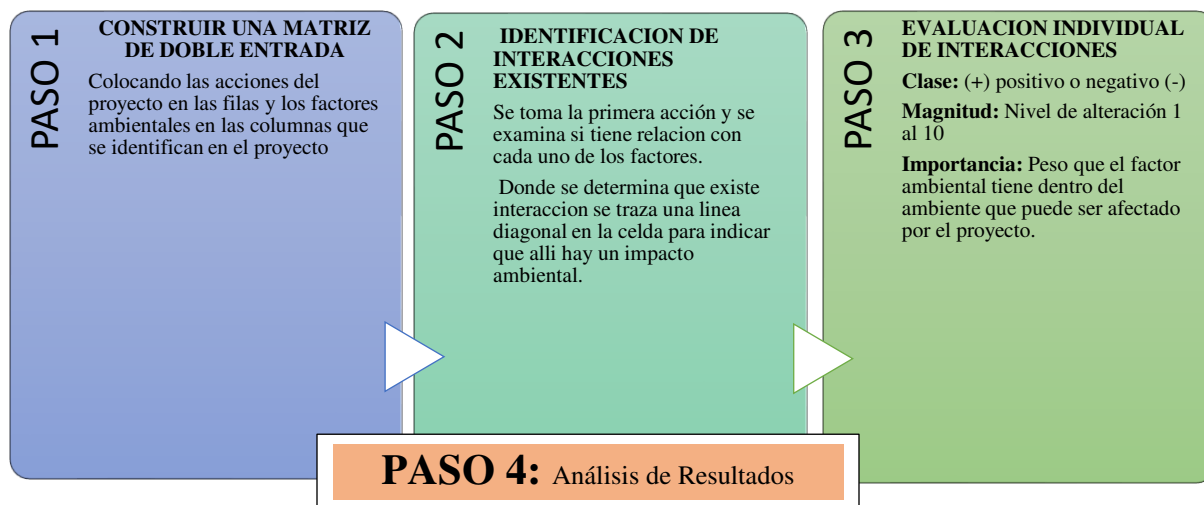 PASO 1
CONSTRUIR UNA MATRIZ
DE DOBLE ENTRADA
Colocando las acciones del
proyecto en las filas y los factores
ambientales en las columnas que
se identifican en el proyecto
PASO 2
IDENTIFICACION DE
INTERACCIONES
EXISTENTES
Se toma la primera acción y se
examina si tiene relacion con
cada uno de los factores.
Donde se determina que existe
interaccion se traza una linea
diagonal en la celda para indicar
que alli hay un impacto
ambiental.
PASO 3
EVALUACION INDIVIDUAL
DE INTERACCIONES
Clase: (+) positivo o negativo (-)
Magnitud: Nivel de alteración 1
al 10
Importancia: Peso que el factor
ambiental tiene dentro del
ambiente que puede ser afectado
por el proyecto.
PASO 4: Análisis de Resultados